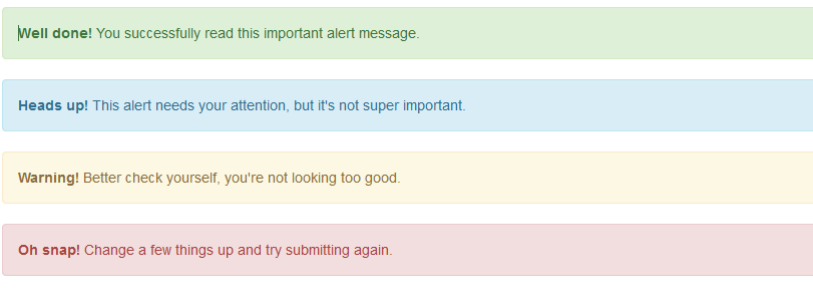 Well done! You successfully read this important alert message.
Heads up! This alert needs your attention, but it's not super important.
Warning! Better check yourself, you're not looking too good.
Oh snap! Change a few things up and try submitting again.